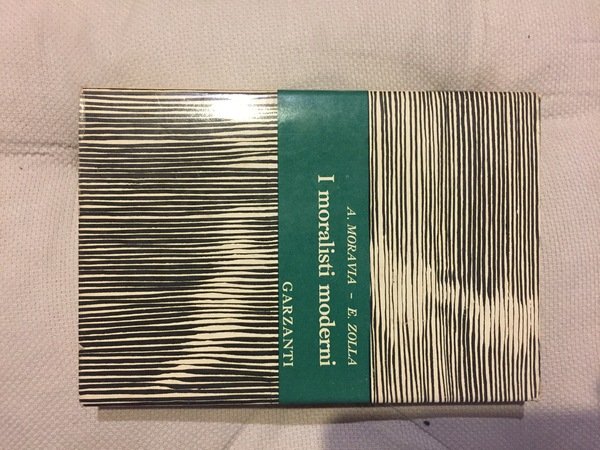 A. MORAVIA – E. ZOLLA
I moralisti moderni
GARZANTI